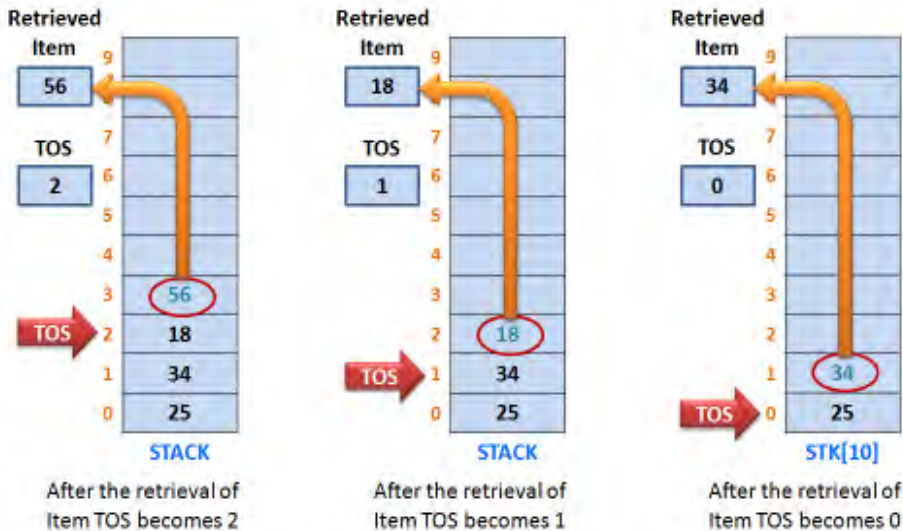 Retrieved
Item
56
TOS
2
9
7
6
5
4
3
2
1
0
56
18
34
25
TOS
STACK
After the retrieval of
Item TOS becomes 2
Retrieved
Item
18
TOS
1
9
7
6
5
4
3
2
1
0
18
34
25
TOS
STACK
After the retrieval of
Item TOS becomes 1
Retrieved
Item
34
TOS
0
9
7
6
5
4
3
2
1
0
34
25
TOS
STK[10]
After the retrieval of
Item TOS becomes 0